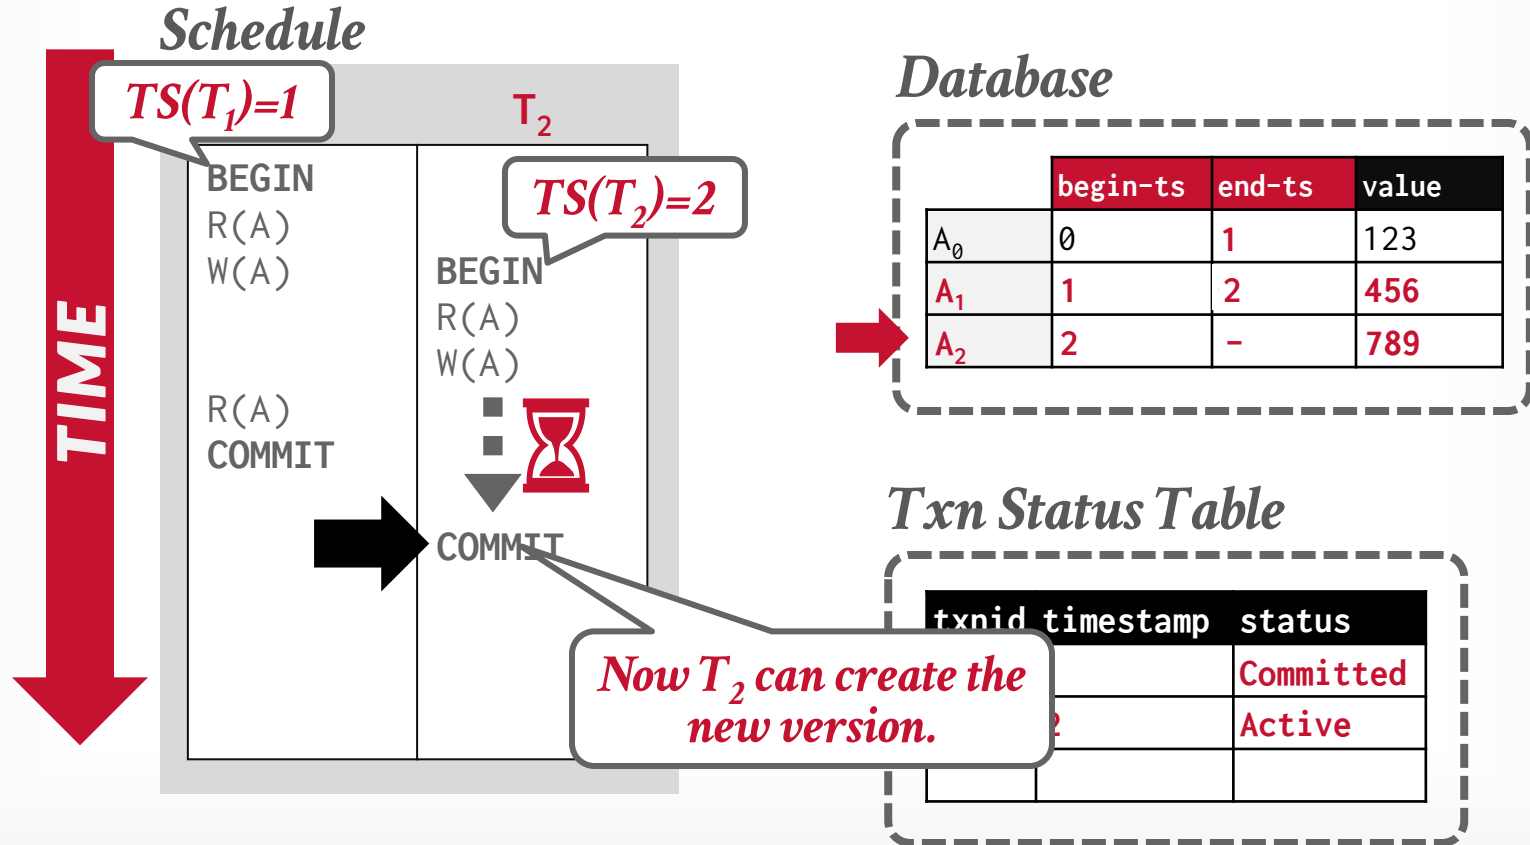 Schedule
TS(T1)=1
T2
BEGIN
R(A)
W(A)
R(A)
COMMIT
TS(T2)=2
BEGIN
R(A)
W(A)
COMMIT
Now T2 can create the
new version.
TIME
Database
begin-ts end-ts value
A0 0 1 123
A1 1 2 456
A2 2 – 789
Txn Status Table
txnid timestamp status
Committed
2 Active